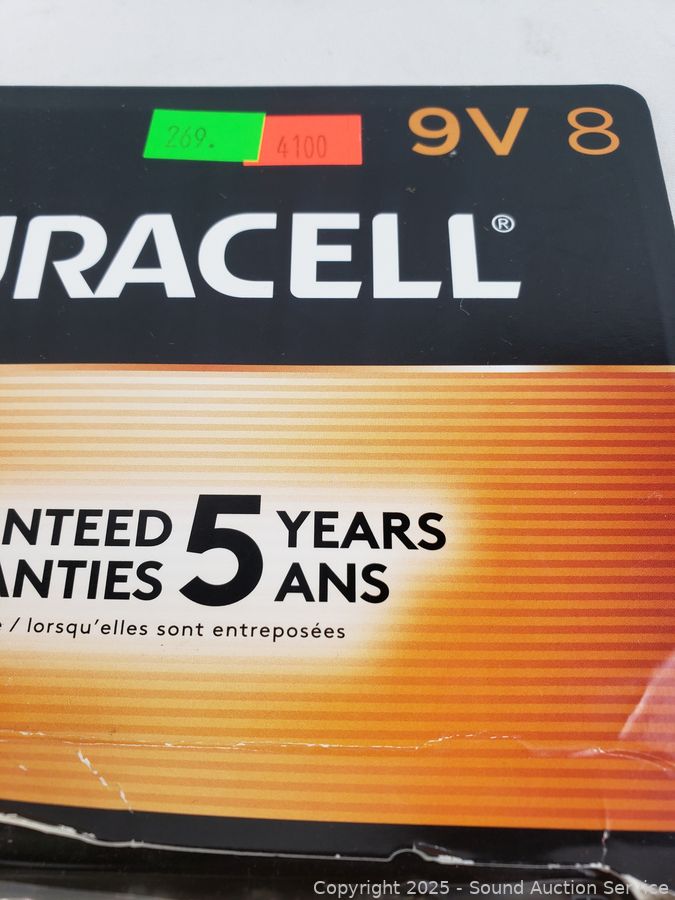 269.
4100
9V 8
URACELL®
NTEED 5 YEARS
ANTIES 5 ANS
e / lorsqu'elles sont entreposées
Copyright 2025 - Sound Auction Service